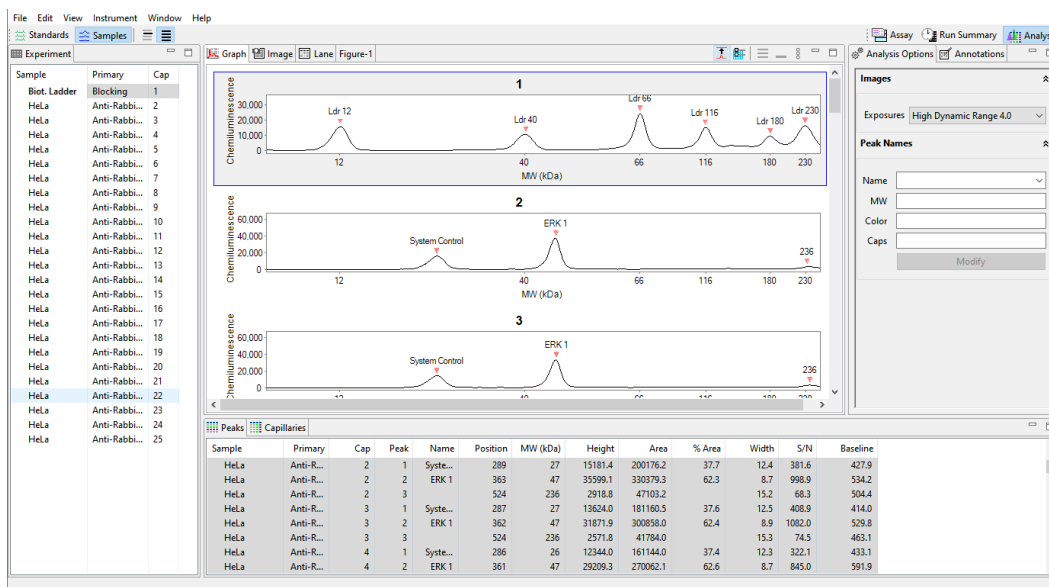 File Edit View Instrument Window Help
Standards Samples Assay Run Summary Analys
Experiment
Sample Primary Cap
Biot. Ladder Blocking 1
HeLa Anti-Rabbi... 2
HeLa Anti-Rabbi... 3
HeLa Anti-Rabbi... 4
HeLa Anti-Rabbi... 5
HeLa Anti-Rabbi... 6
HeLa Anti-Rabbi... 7
HeLa Anti-Rabbi... 8
HeLa Anti-Rabbi... 9
HeLa Anti-Rabbi... 10
HeLa Anti-Rabbi... 11
HeLa Anti-Rabbi... 12
HeLa Anti-Rabbi... 13
HeLa Anti-Rabbi... 14
HeLa Anti-Rabbi... 15
HeLa Anti-Rabbi... 16
HeLa Anti-Rabbi... 17
HeLa Anti-Rabbi... 18
HeLa Anti-Rabbi... 19
HeLa Anti-Rabbi... 20
HeLa Anti-Rabbi... 21
HeLa Anti-Rabbi... 22
HeLa Anti-Rabbi... 23
HeLa Anti-Rabbi... 24
HeLa Anti-Rabbi... 25
Graph Image Lane Figure-1
1
Chemiluminescence
30,000
20,000
10,000
0
Ldr 12 Ldr 40 Ldr 66 Ldr 116 Ldr 180 Ldr 230
12 40 66 116 180 230
MW (kDa)
2
Chemiluminescence
60,000
40,000
20,000
0
System Control ERK 1 236
12 40 66 116 180 230
MW (kDa)
3
Chemiluminescence
60,000
40,000
20,000
0
System Control ERK 1 236
Analysis Options Annotations
Images
Exposures High Dynamic Range 4.0
Peak Names
Name
MW
Color
Caps
Modify
Peaks Capillaries
Sample Primary Cap Peak Name Position MW (kDa) Height Area % Area Width S/N Baseline
HeLa Anti-R... 2 1 Syste... 289 27 15181.4 200176.2 37.7 12.4 381.6 427.9
HeLa Anti-R... 2 2 ERK 1 363 47 35599.1 330379.3 62.3 8.7 998.9 534.2
HeLa Anti-R... 2 3 524 236 2918.8 47103.2 15.2 68.3 504.4
HeLa Anti-R... 3 1 Syste... 287 27 13624.0 181160.5 37.6 12.5 408.9 414.0
HeLa Anti-R... 3 2 ERK 1 362 47 31871.9 300858.0 62.4 8.9 1082.0 529.8
HeLa Anti-R... 3 3 524 236 2571.8 41784.0 15.3 74.5 463.1
HeLa Anti-R... 4 1 Syste... 286 26 12344.0 161144.0 37.4 12.3 322.1 433.1
HeLa Anti-R... 4 2 ERK 1 361 47 29209.3 270062.1 62.6 8.7 845.0 591.9